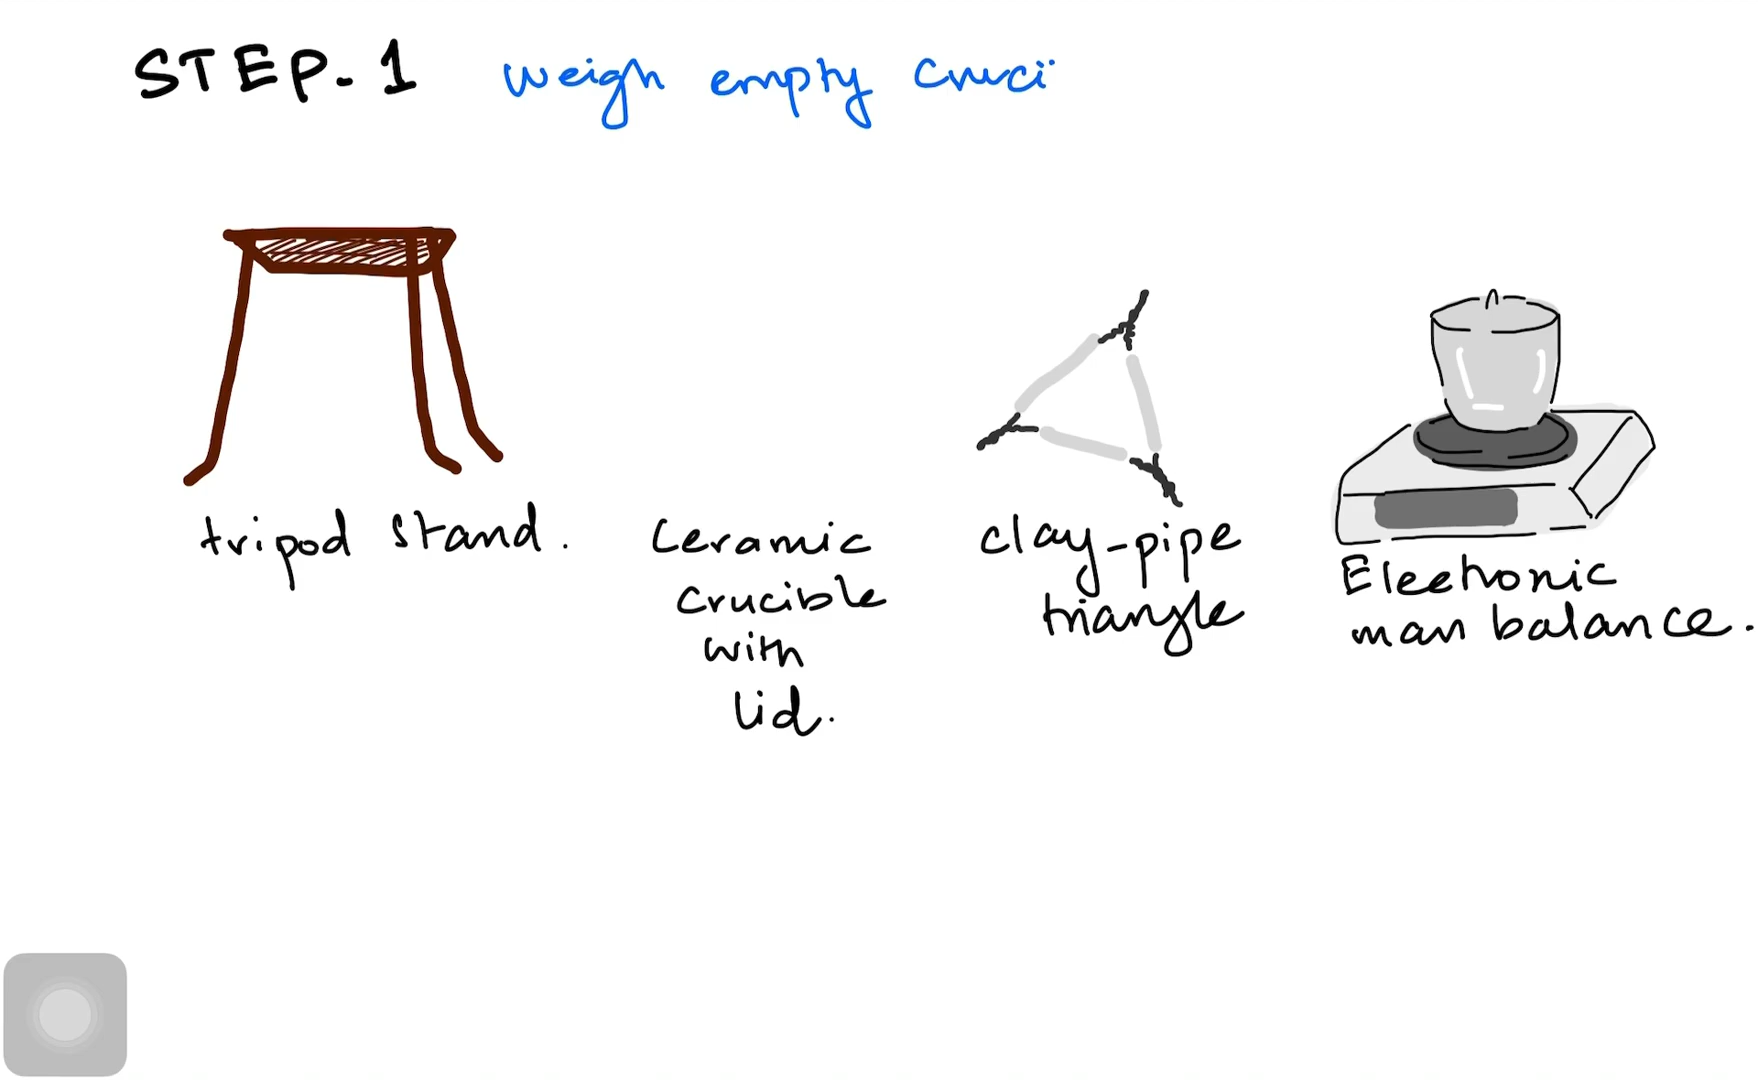 STEP-1 weigh empty cruci
tripod stand.
Ceramic
crucible
with
lid.
clay-pipe
triangle
Electronic
mass balance.